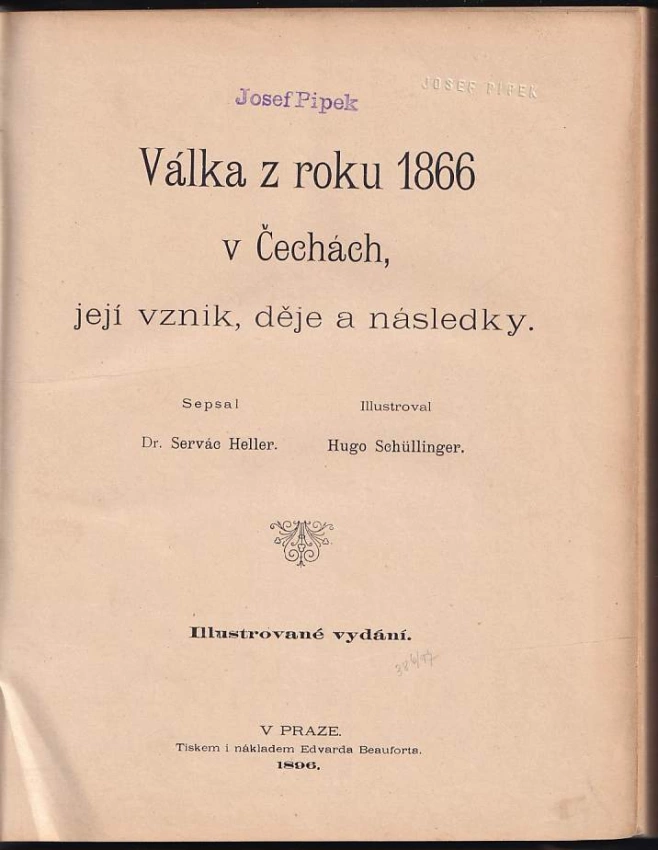 JOSEF PIPEK
Josef Pipek
Válka z roku 1866
v Čechách,
její vznik, děje a následky.
Sepsal
Dr. Servác Heller.
Illustroval
Hugo Schüllinger.
Illustrované vydání.
V PRAZE.
Tiskem i nákladem Edvarda Beauforta.
1896.